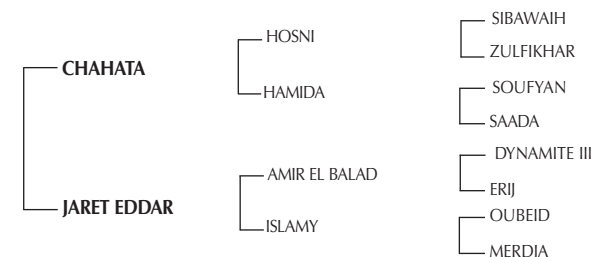 CHAHATA
JARET EDDAR
HOSNI
HAMIDA
AMIR EL BALAD
ISLAMY
SIBAWAIH
ZULFIKHAR
SOUFYAN
SAADA
DYNAMITE III
ERIJ
OUBEID
MERDIA